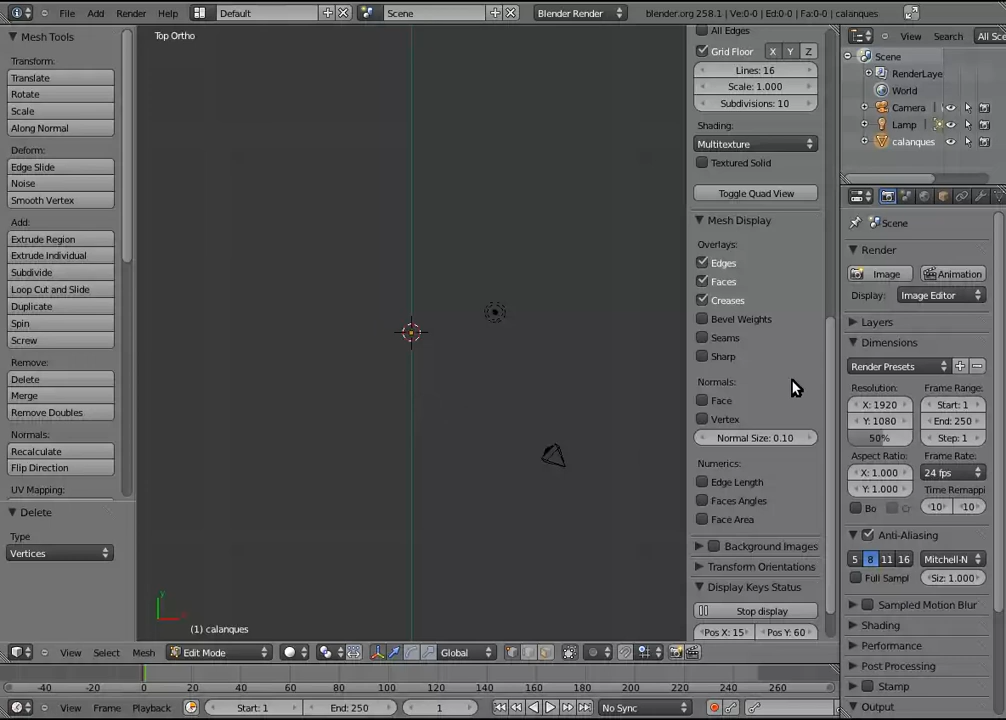 File Add Render Help Default Scene Blender Render blender.org 258.1 | Ve:0-0 | Ed:0-0 | Fa:0-0 | calanques
Mesh Tools
Transform:
Translate
Rotate
Scale
Along Normal
Deform:
Edge Slide
Noise
Smooth Vertex
Add:
Extrude Region
Extrude Individual
Subdivide
Loop Cut and Slide
Duplicate
Spin
Screw
Remove:
Delete
Merge
Remove Doubles
Normals:
Recalculate
Flip Direction
UV Mapping:
Delete
Type
Vertices
Top Ortho
(1) calanques
All Edges
Grid Floor X Y Z
Lines: 16
Scale: 1.000
Subdivisions: 10
Shading:
Multitexture
Textured Solid
Toggle Quad View
Mesh Display
Overlays:
Edges
Faces
Creases
Bevel Weights
Seams
Sharp
Normals:
Face
Vertex
Normal Size: 0.10
Numerics:
Edge Length
Faces Angles
Face Area
Background Images
Transform Orientations
Display Keys Status
Stop display
Pos X: 15 Pos Y: 60
View Search All Sce
Scene
RenderLaye
World
Camera
Lamp
calanques
Scene
Render
Image Animation
Display: Image Editor
Layers
Dimensions
Render Presets
Resolution: Frame Range:
X: 1920 Start: 1
Y: 1080 End: 250
50% Step: 1
Aspect Ratio: Frame Rate:
X: 1.000 24 fps
Y: 1.000 Time Remappi
Bo Cr 10 10
Anti-Aliasing
5 8 11 16 Mitchell-N
Full Sampl Siz: 1.000
Sampled Motion Blur
Shading
Performance
Post Processing
Stamp
Output
View Select Mesh Edit Mode Global
-40 -20 0 20 40 60 80 100 120 140 160 180 200 220 240 260
View Frame Playback Start: 1 End: 250 1 No Sync